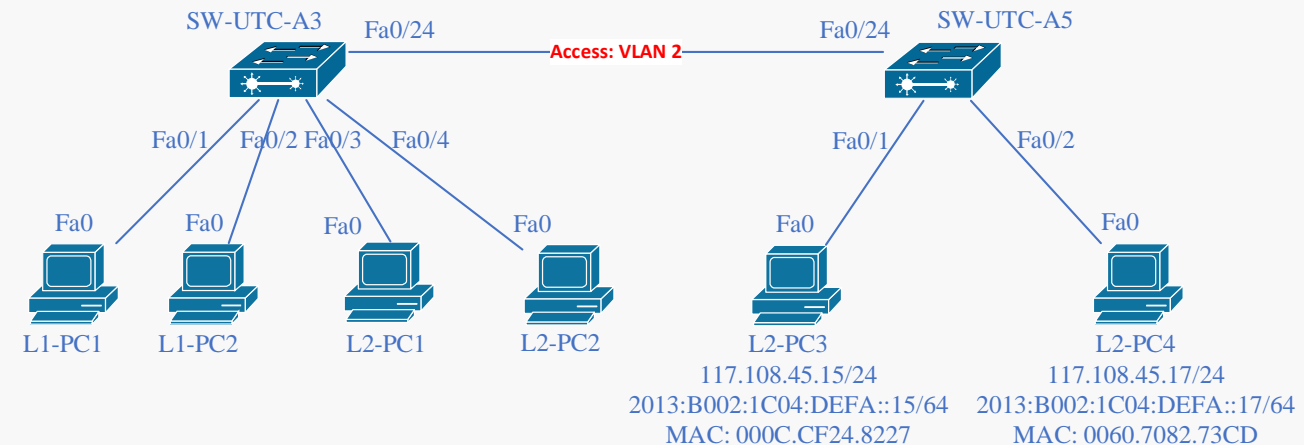 SW-UTC-A3
SW-UTC-A5
Fa0/24
Fa0/24
Access: VLAN 2
Fa0/1
Fa0/2
Fa0/3
Fa0/4
Fa0/1
Fa0/2
Fa0
Fa0
Fa0
Fa0
Fa0
Fa0
L1-PC1
L1-PC2
L2-PC1
L2-PC2
L2-PC3
L2-PC4
117.108.45.15/24
117.108.45.17/24
2013:B002:1C04:DEFA::15/64
2013:B002:1C04:DEFA::17/64
MAC: 000C.CF24.8227
MAC: 0060.7082.73CD